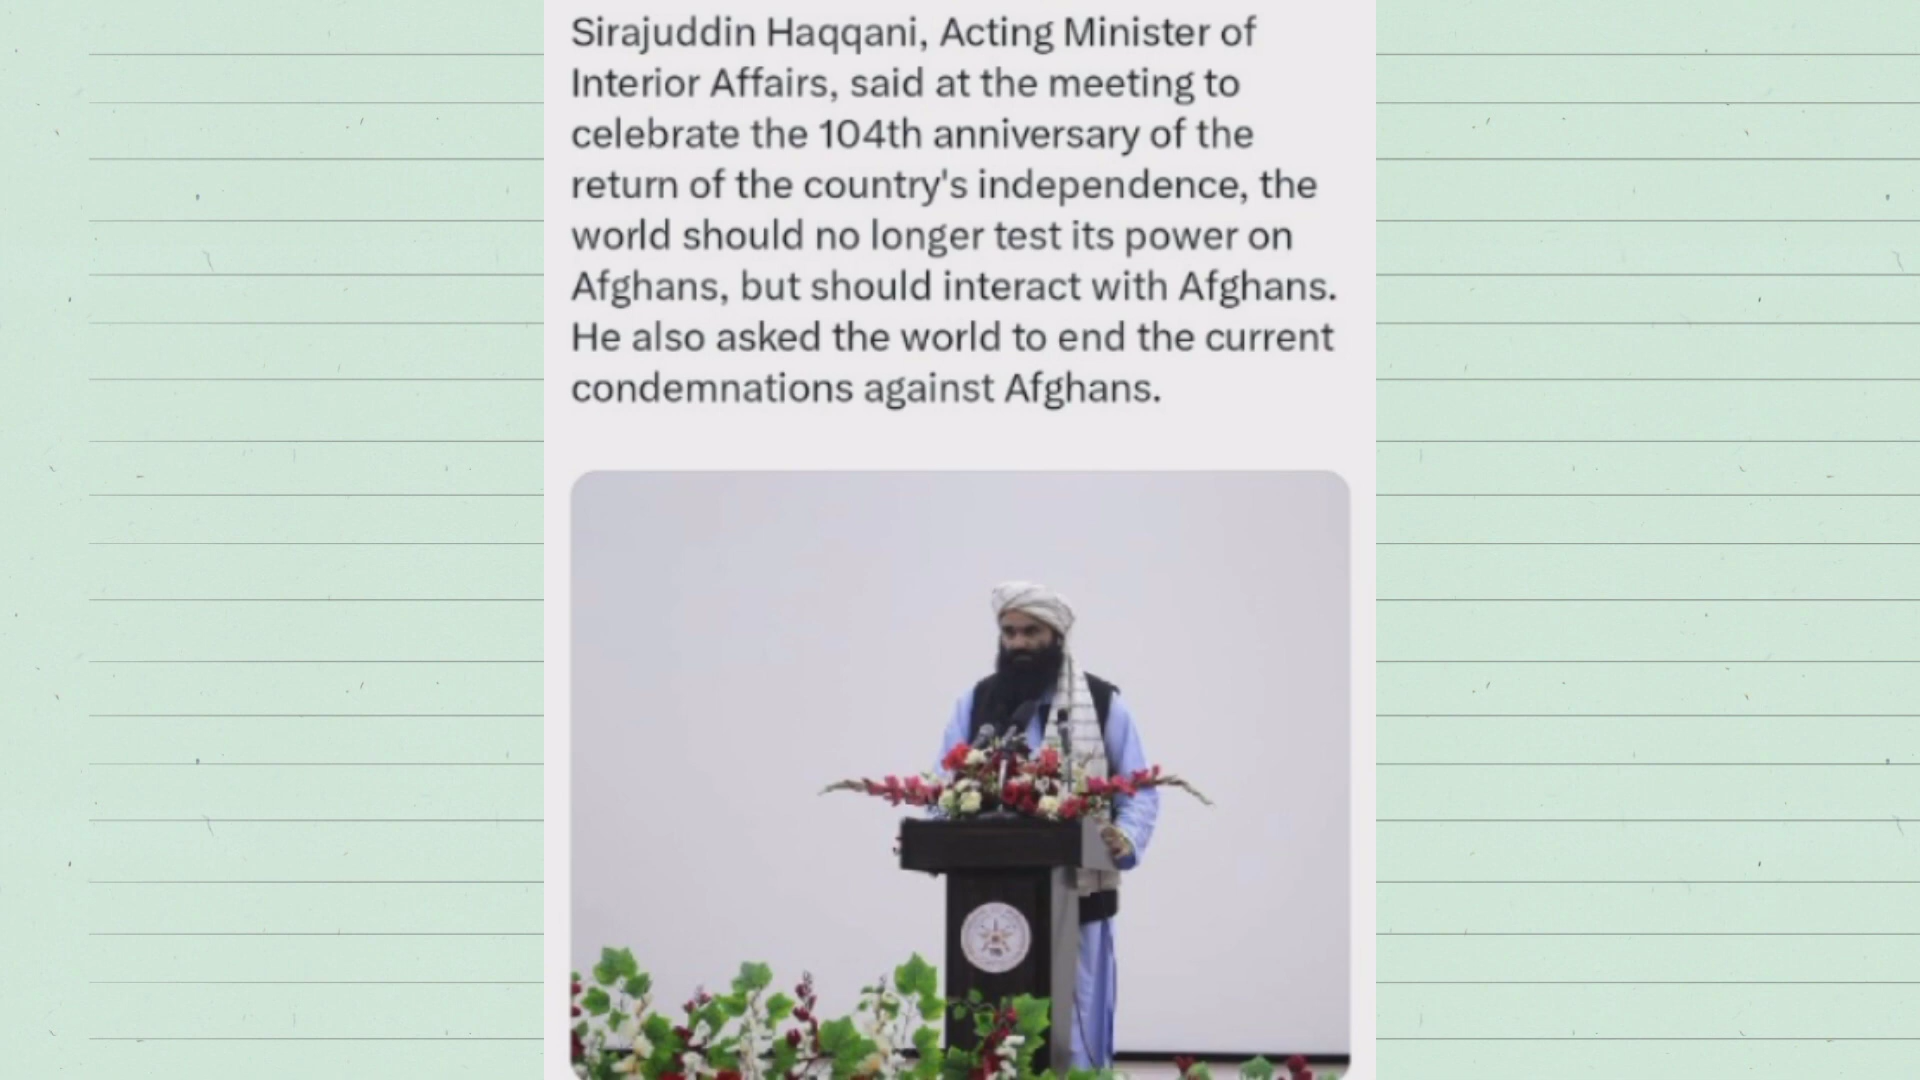 Sirajuddin Haqqani, Acting Minister of
Interior Affairs, said at the meeting to
celebrate the 104th anniversary of the
return of the country's independence, the
world should no longer test its power on
Afghans, but should interact with Afghans.
He also asked the world to end the current
condemnations against Afghans.